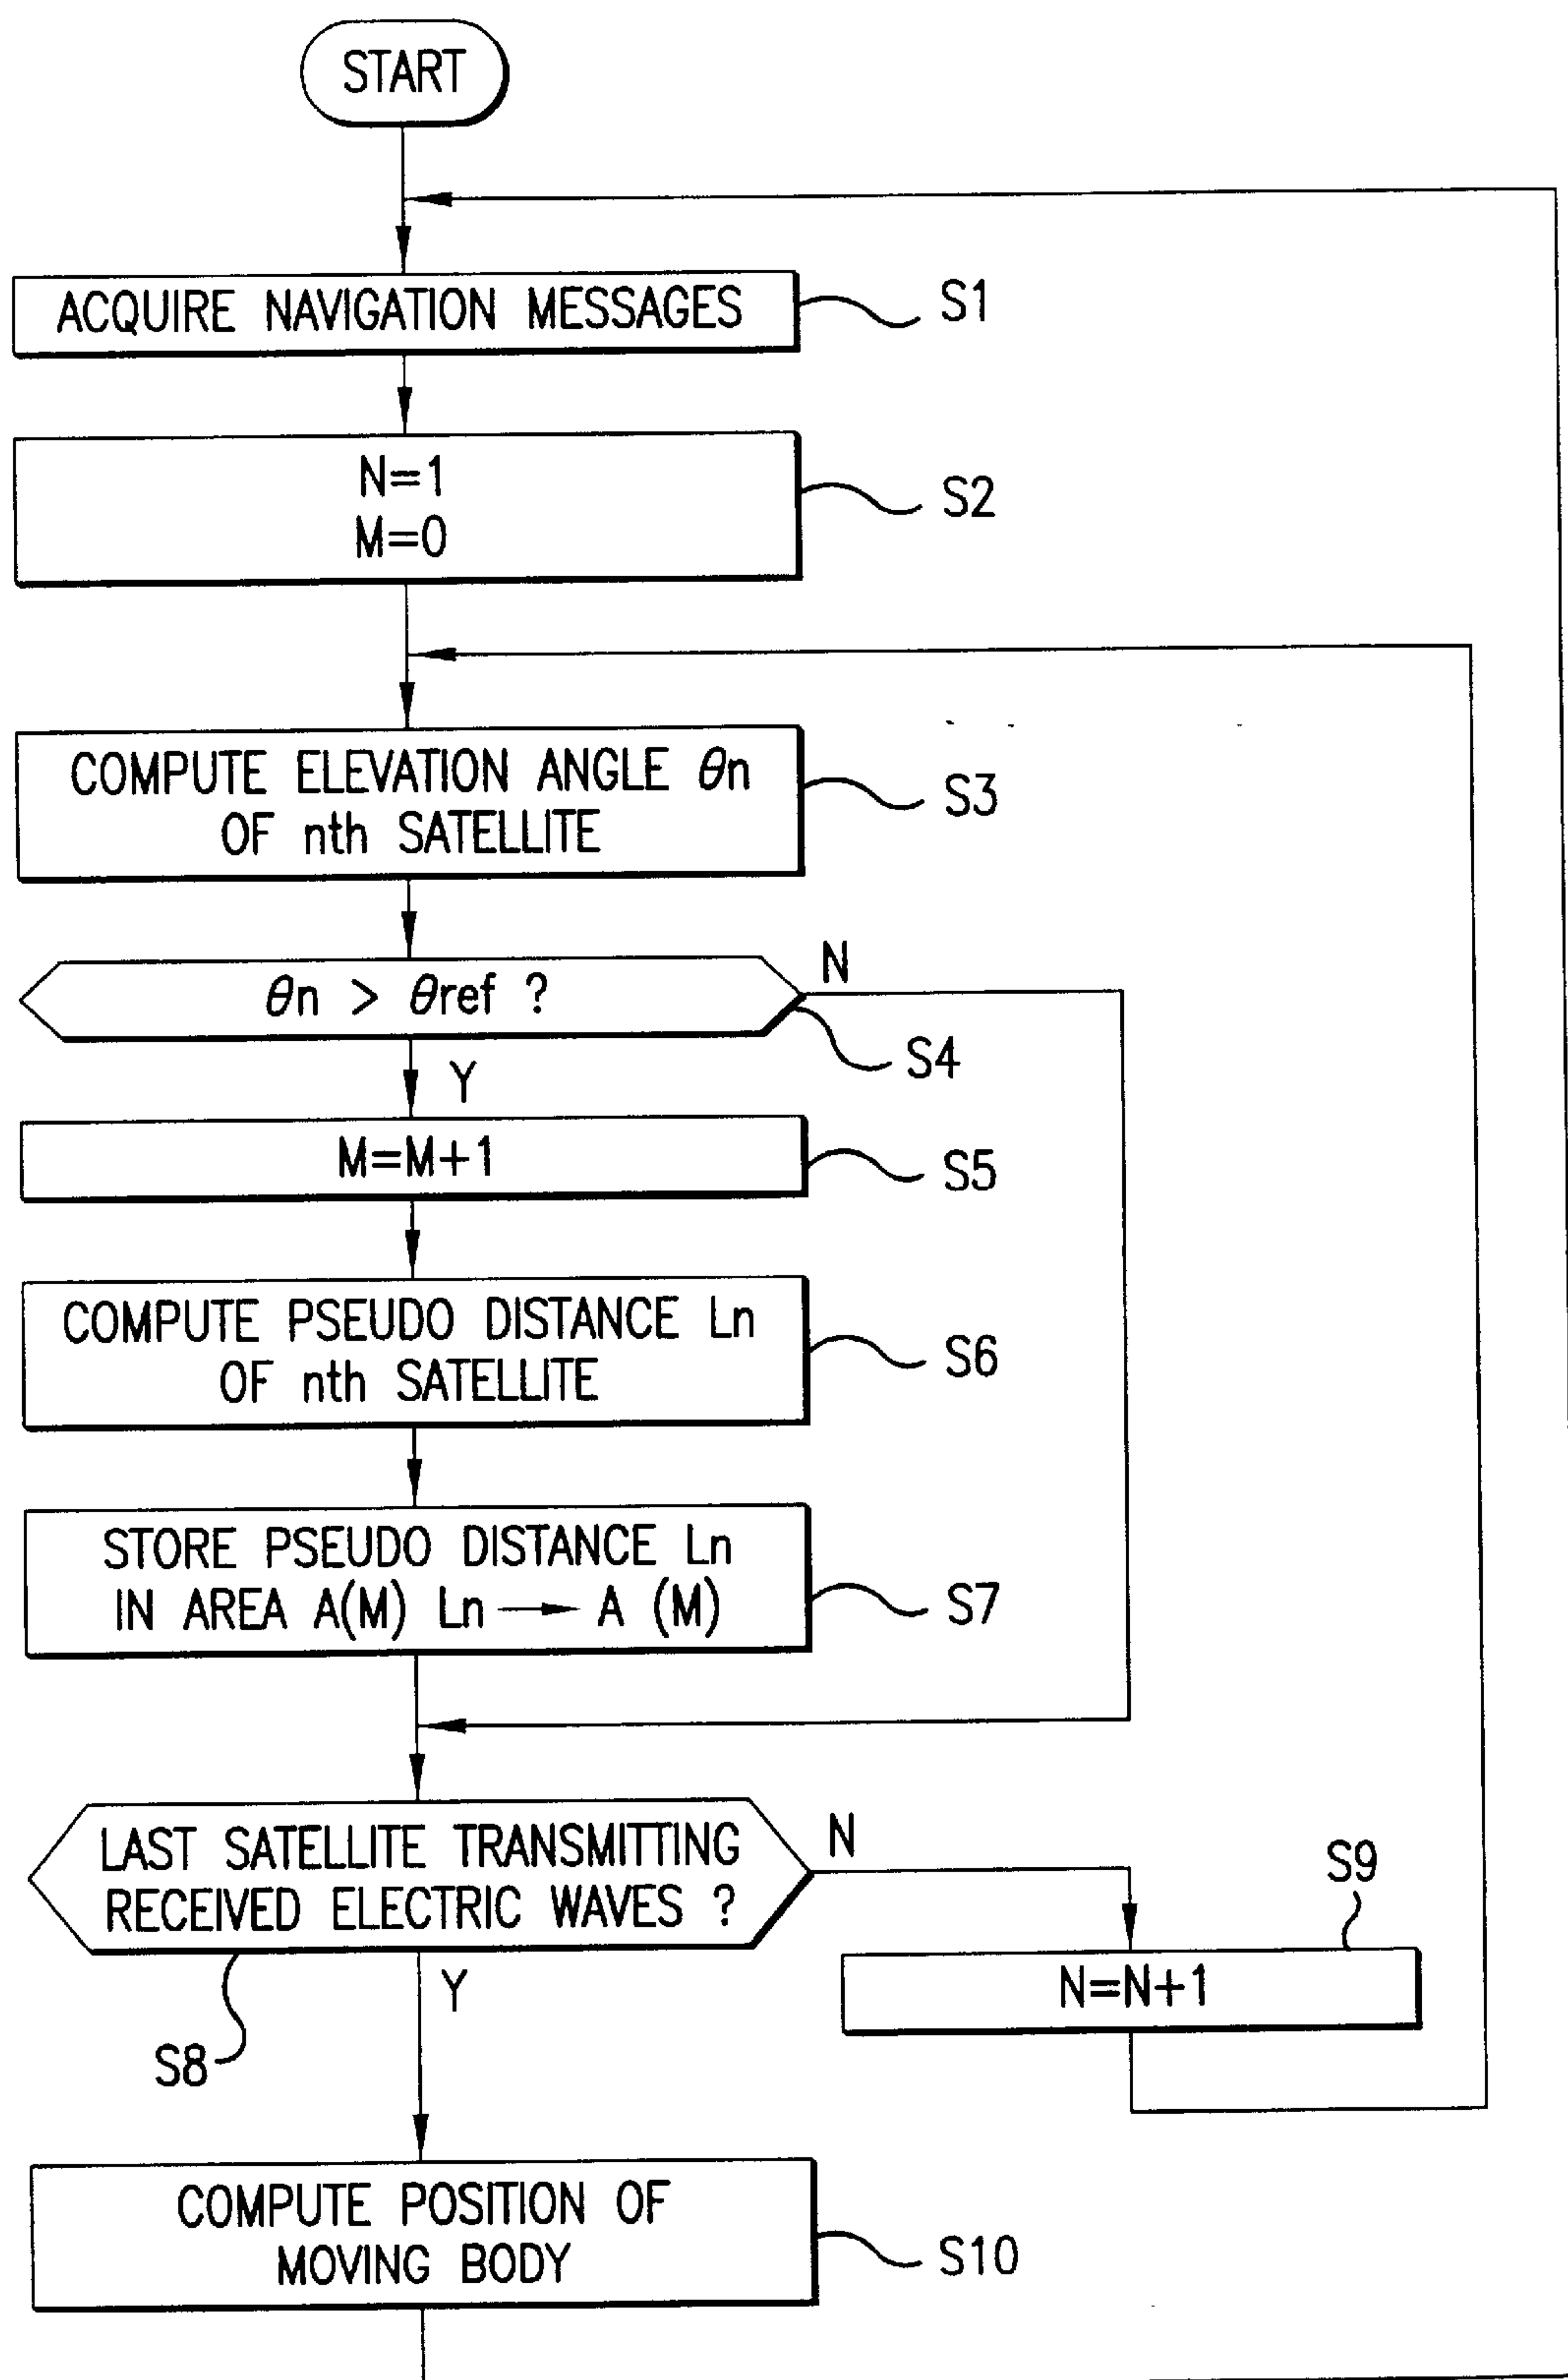 START
ACQUIRE NAVIGATION MESSAGES
S1
N=1
M=0
S2
COMPUTE ELEVATION ANGLE θn
OF nth SATELLITE
S3
θn > θref ?
N
S4
Y
M=M+1
S5
COMPUTE PSEUDO DISTANCE Ln
OF nth SATELLITE
S6
STORE PSEUDO DISTANCE Ln
IN AREA A(M) Ln → A (M)
S7
LAST SATELLITE TRANSMITTING
RECEIVED ELECTRIC WAVES ?
N
S9
N=N+1
Y
S8
COMPUTE POSITION OF
MOVING BODY
S10